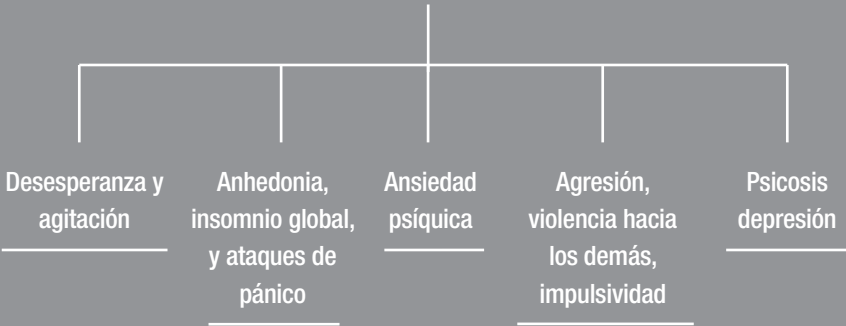 Desesperanza y
agitación
Anhedonia,
insomnio global,
y ataques de
pánico
Ansiedad
psíquica
Agresión,
violencia hacia
los demás,
impulsividad
Psicosis
depresión